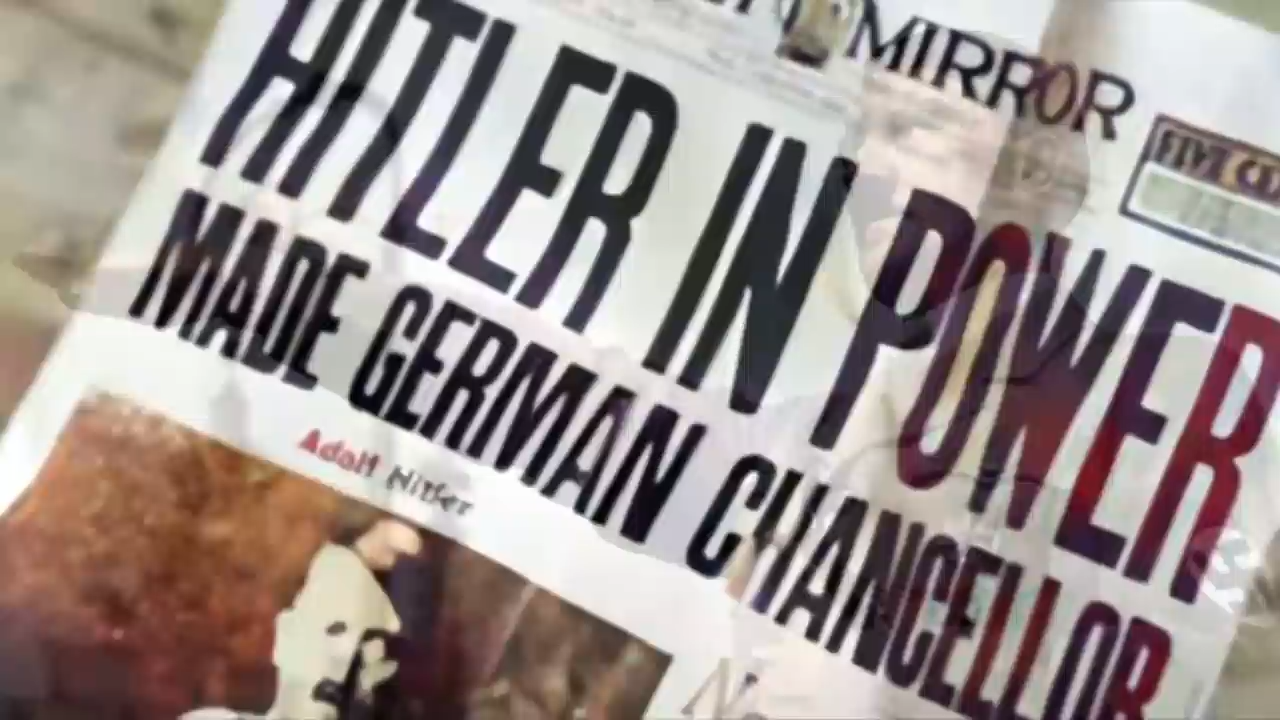 MIRROR
HITLER IN POWER
MADE GERMAN CHANCELLOR
Adolf Hitler